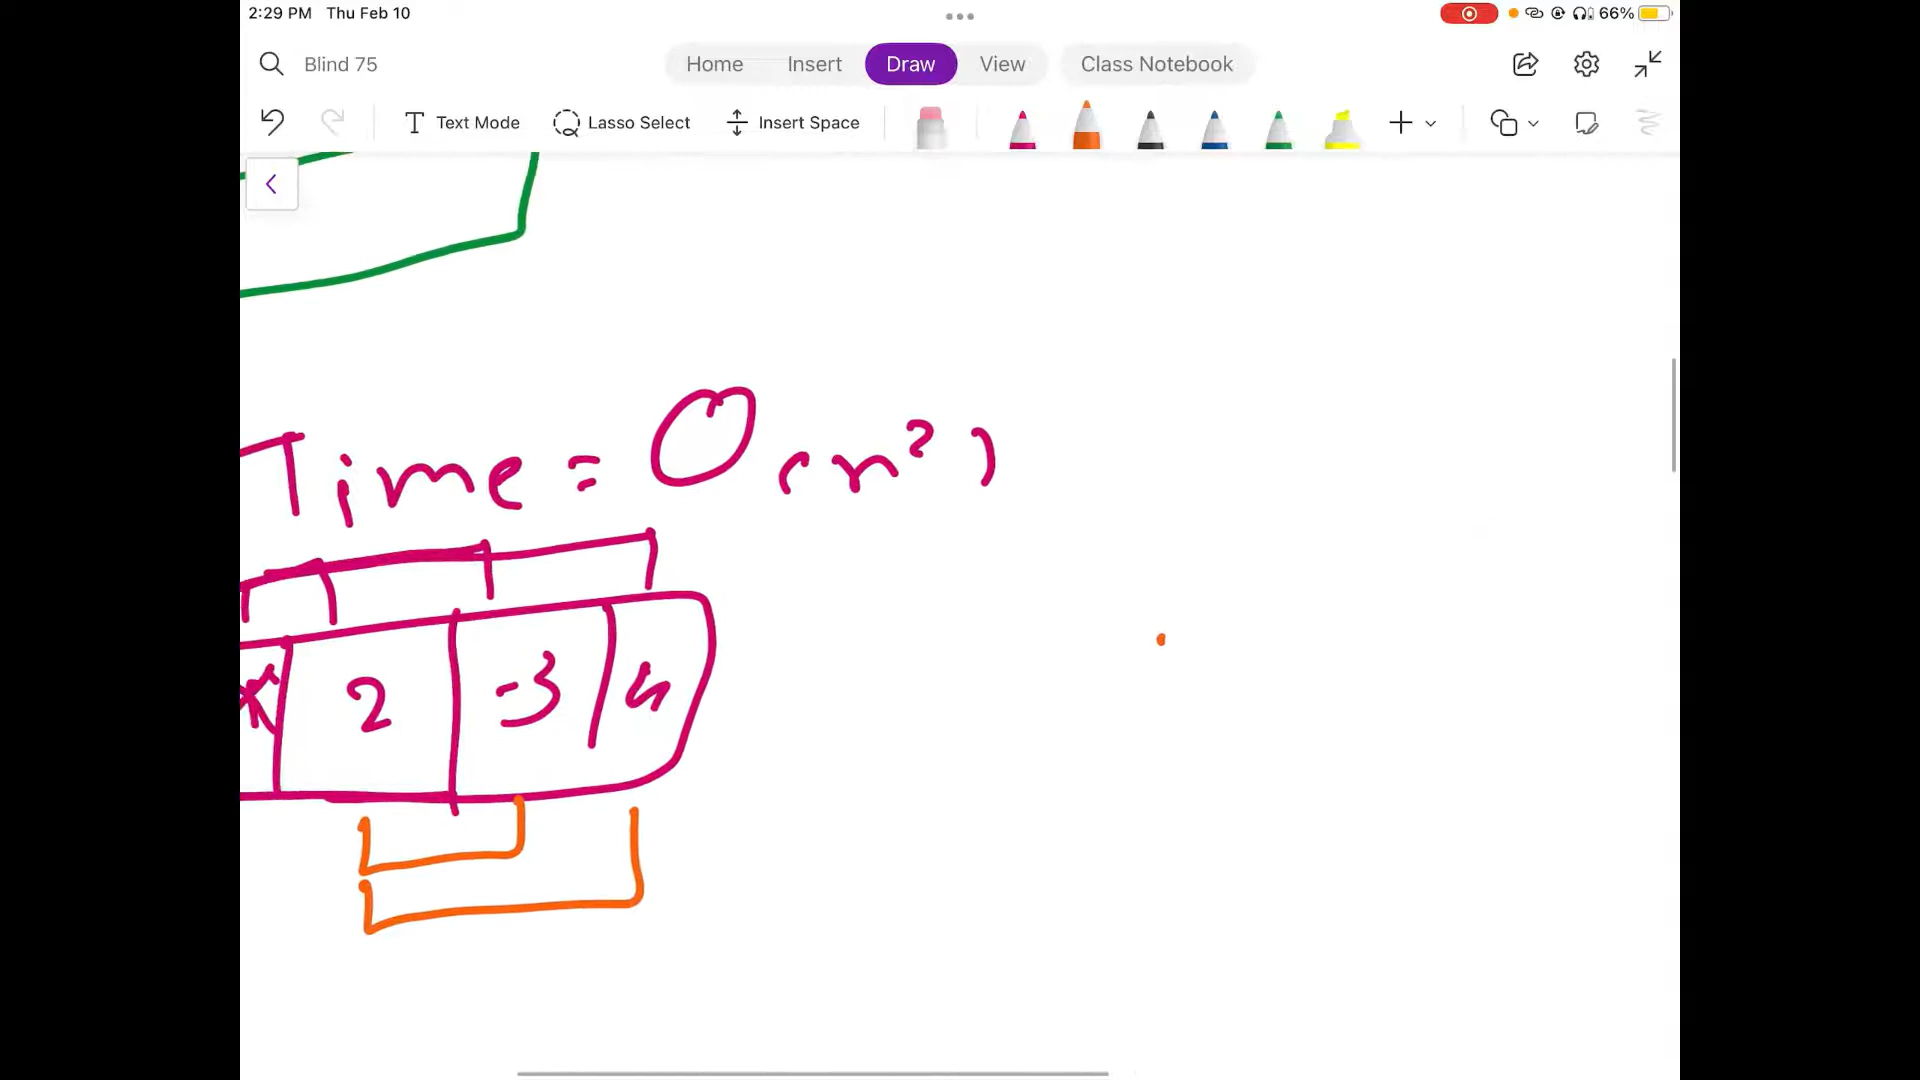 2:29 PM Thu Feb 10
66%
Blind 75
Home Insert Draw View Class Notebook
T Text Mode Lasso Select Insert Space
Time = O(n²)
2 -3 4